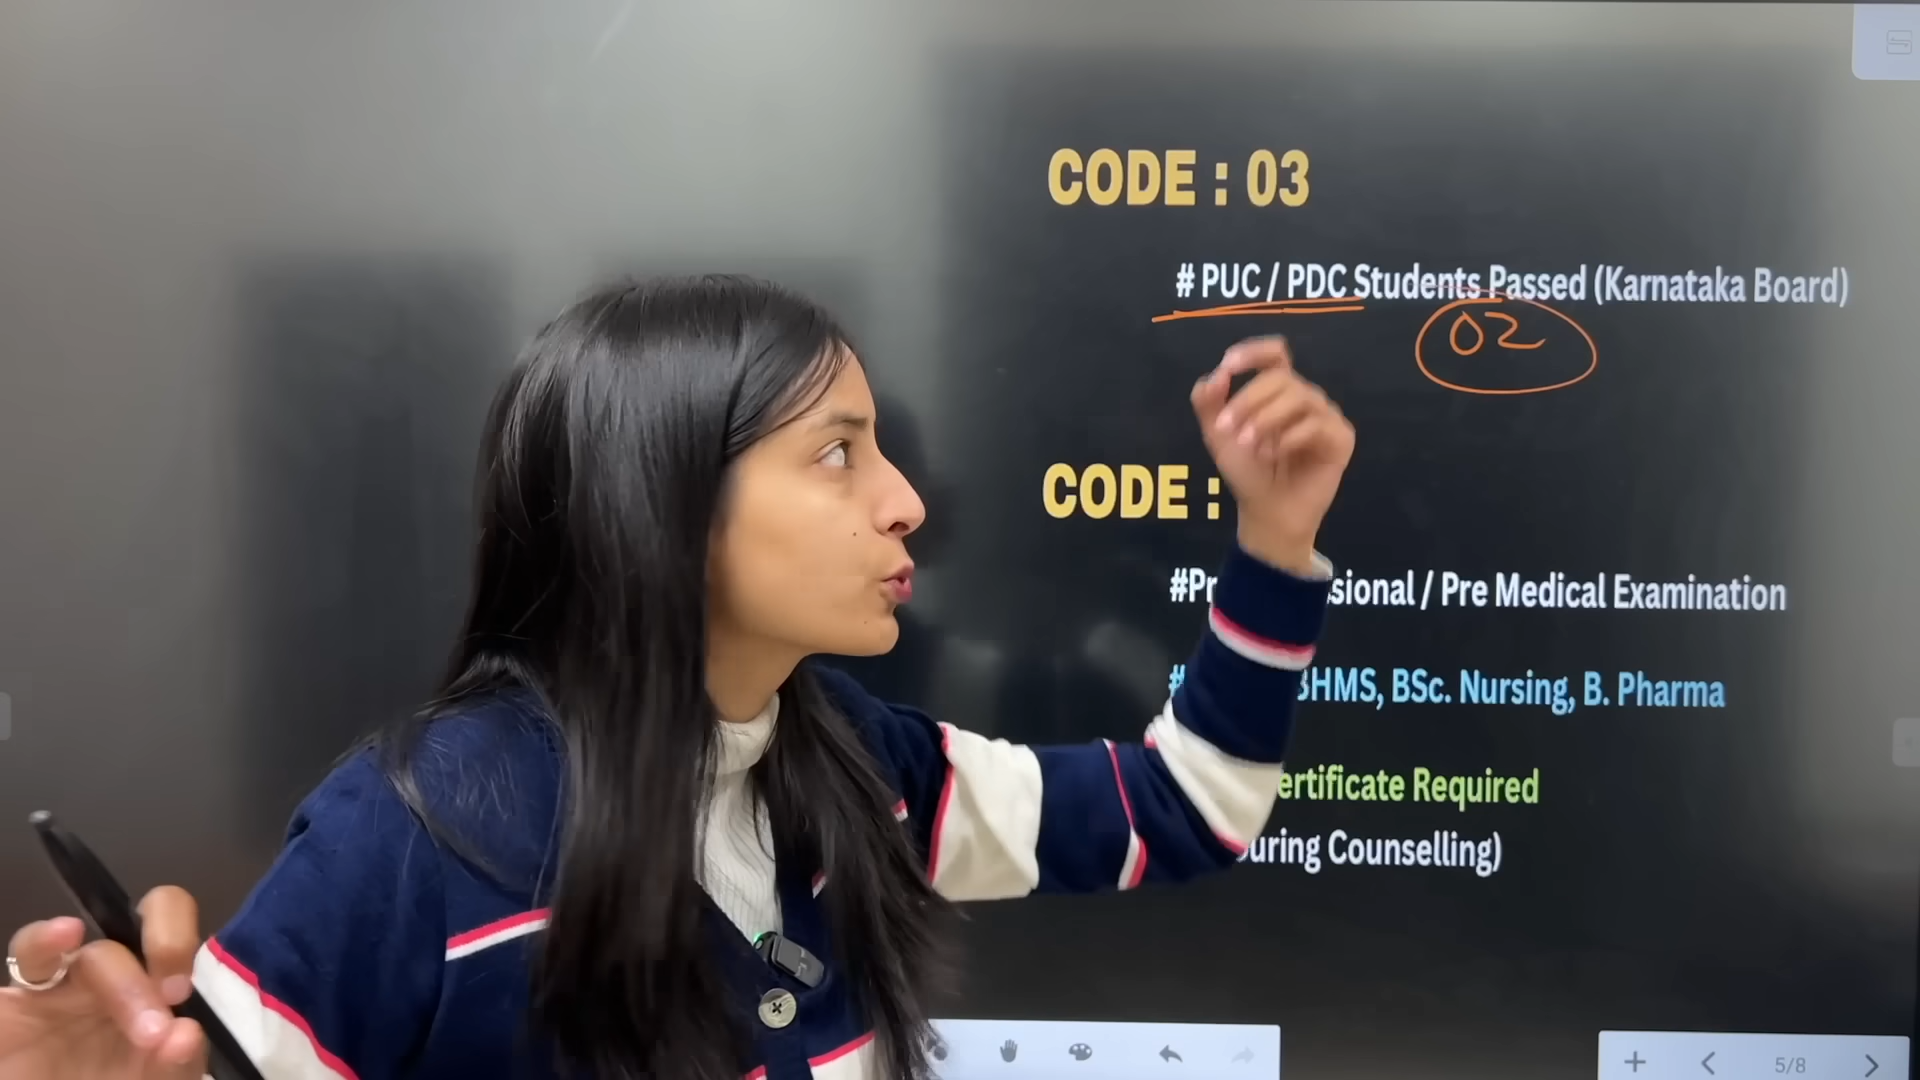 CODE : 03
# PUC / PDC Students Passed (Karnataka Board)
02
CODE :
sional / Pre Medical Examination
BHMS, BSc. Nursing, B. Pharma
ertificate Required
uring Counselling)
5/8